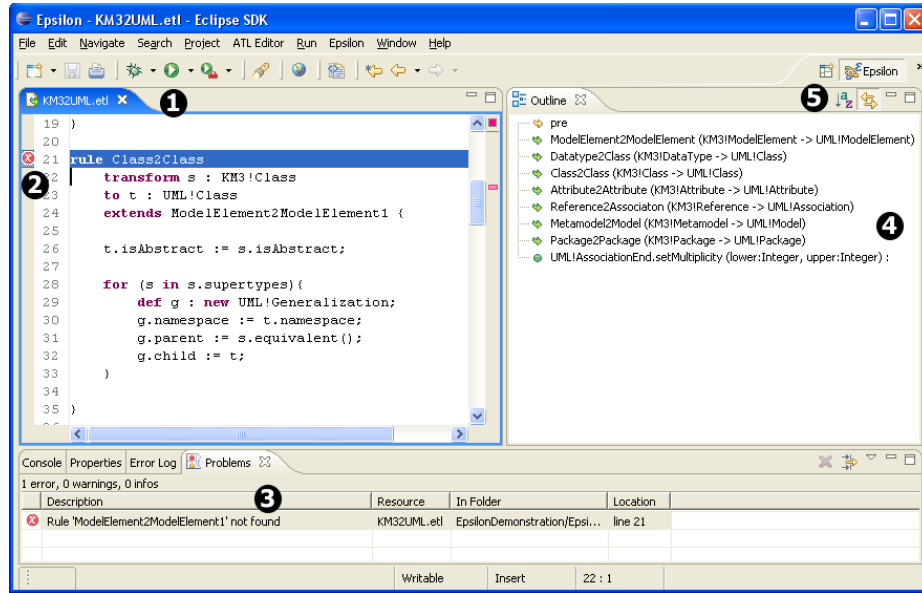 Epsilon - KM32UML.etl - Eclipse SDK
File Edit Navigate Search Project ATL Editor Run Epsilon Window Help
Epsilon »
KM32UML.etl
1
Outline
5
19 }
20
21 rule Class2Class
22 transform s : KM3!Class
2
23 to t : UML!Class
24 extends ModelElement2ModelElement1 {
25
26 t.isAbstract := s.isAbstract;
27
28 for (s in s.supertypes){
29 def g : new UML!Generalization;
30 g.namespace := t.namespace;
31 g.parent := s.equivalent();
32 g.child := t;
33 }
34
35 }
pre
ModelElement2ModelElement (KM3!ModelElement -> UML!ModelElement)
Datatype2Class (KM3!DataType -> UML!Class)
Class2Class (KM3!Class -> UML!Class)
Attribute2Attribute (KM3!Attribute -> UML!Attribute)
Reference2Associaton (KM3!Reference -> UML!Association)
Metamodel2Model (KM3!Metamodel -> UML!Model)
4
Package2Package (KM3!Package -> UML!Package)
UML!AssociationEnd.setMultiplicity (lower:Integer, upper:Integer) :
Console Properties Error Log Problems
1 error, 0 warnings, 0 infos
3
Description Resource In Folder Location
Rule 'ModelElement2ModelElement1' not found KM32UML.etl EpsilonDemonstration/Epsi... line 21
Writable Insert 22 : 1